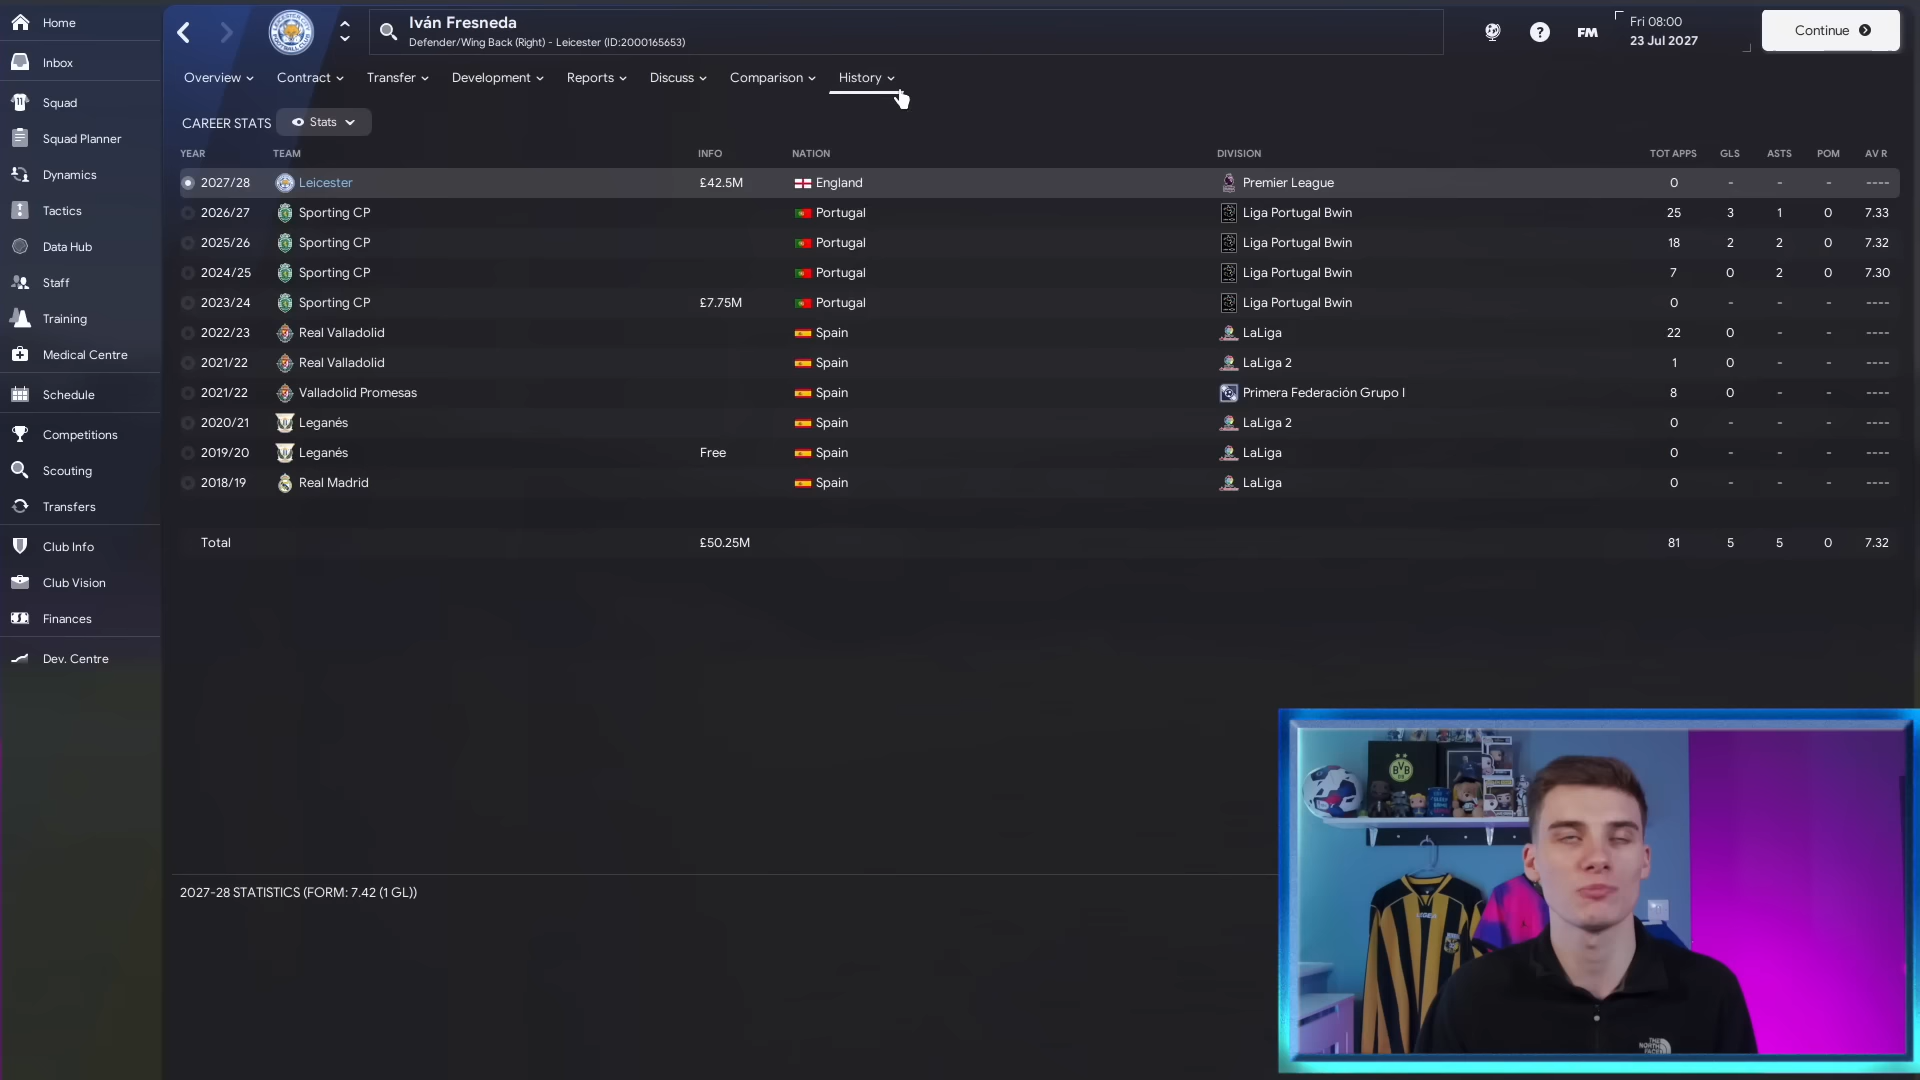 Home
Inbox
Squad
Squad Planner
Dynamics
Tactics
Data Hub
Staff
Training
Medical Centre
Schedule
Competitions
Scouting
Transfers
Club Info
Club Vision
Finances
Dev. Centre
Iván Fresneda
Defender/Wing Back (Right) - Leicester (ID:2000165653)
FM
Fri 08:00
23 Jul 2027
Continue
Overview Contract Transfer Development Reports Discuss Comparison History
CAREER STATS Stats
YEAR TEAM INFO NATION DIVISION TOT APPS GLS ASTS POM AV R
2027/28 Leicester £42.5M England Premier League 0 - - - ----
2026/27 Sporting CP Portugal Liga Portugal Bwin 25 3 1 0 7.33
2025/26 Sporting CP Portugal Liga Portugal Bwin 18 2 2 0 7.32
2024/25 Sporting CP Portugal Liga Portugal Bwin 7 0 2 0 7.30
2023/24 Sporting CP £7.75M Portugal Liga Portugal Bwin 0 - - - ----
2022/23 Real Valladolid Spain LaLiga 22 0 - - ----
2021/22 Real Valladolid Spain LaLiga 2 1 0 - - ----
2021/22 Valladolid Promesas Spain Primera Federación Grupo I 8 0 - - ----
2020/21 Leganés Spain LaLiga 2 0 - - - ----
2019/20 Leganés Free Spain LaLiga 0 - - - ----
2018/19 Real Madrid Spain LaLiga 0 - - - ----
Total £50.25M 81 5 5 0 7.32
2027-28 STATISTICS (FORM: 7.42 (1 GL))
BVB
THE
NORTH
FACE